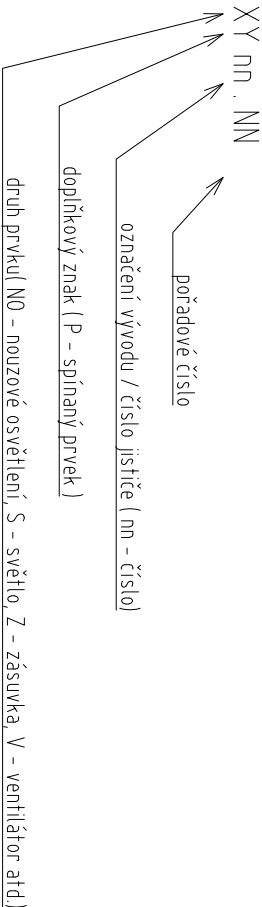 XY nn . NN
pořadové číslo
označení vývodu / číslo jističe ( nn - číslo)
doplňkový znak ( P - spínaný prvek )
druh prvku( NO - nouzové osvětlení, S - světlo, Z - zásuvka, V - ventilátor atd.)